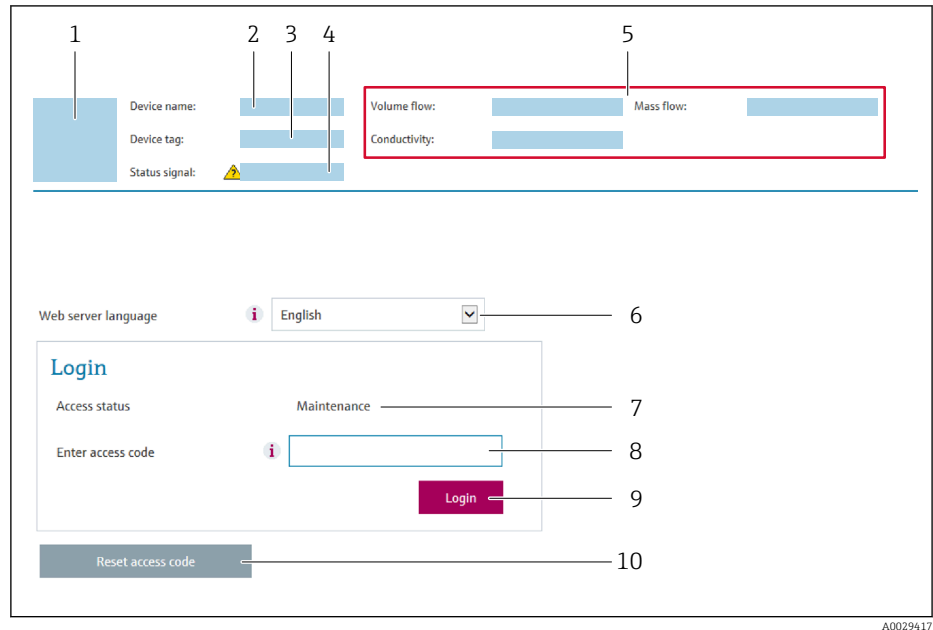 1 2 3 4 5
Device name: Volume flow: Mass flow:
Device tag: Conductivity:
Status signal: ?
Web server language i English 6
Login
Access status Maintenance 7
Enter access code i 8
Login 9
Reset access code 10
A0029417